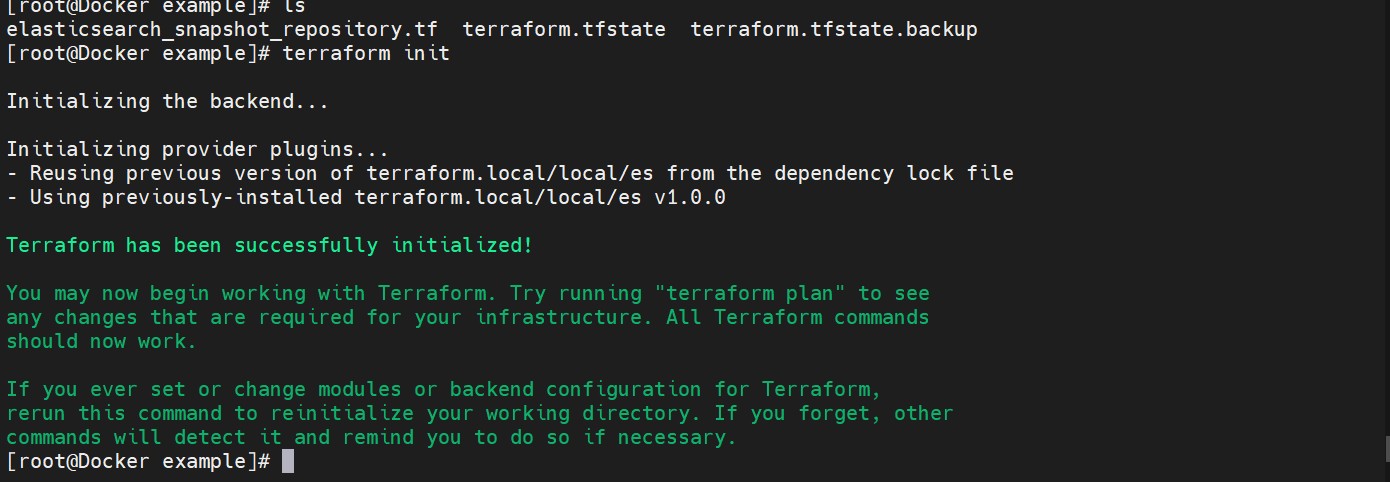 [root@Docker example]# ls
elasticsearch_snapshot_repository.tf  terraform.tfstate  terraform.tfstate.backup
[root@Docker example]# terraform init
Initializing the backend...
Initializing provider plugins...
- Reusing previous version of terraform.local/local/es from the dependency lock file
- Using previously-installed terraform.local/local/es v1.0.0
Terraform has been successfully initialized!
You may now begin working with Terraform. Try running "terraform plan" to see
any changes that are required for your infrastructure. All Terraform commands
should now work.
If you ever set or change modules or backend configuration for Terraform,
rerun this command to reinitialize your working directory. If you forget, other
commands will detect it and remind you to do so if necessary.
[root@Docker example]#